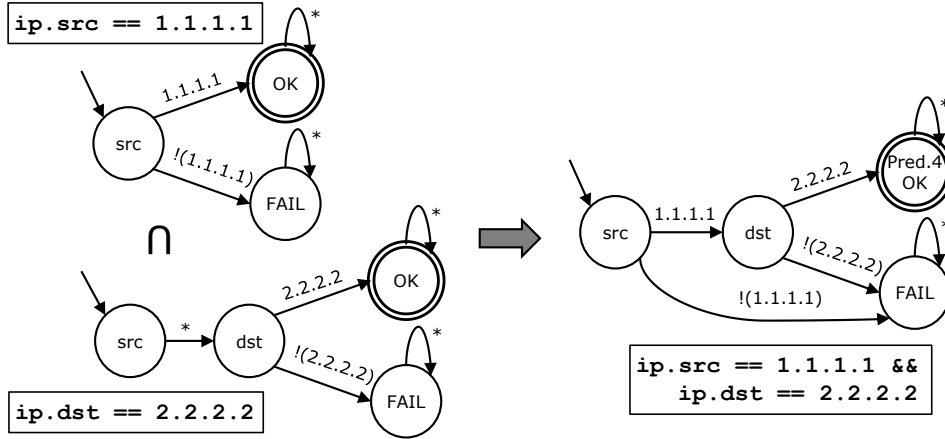 ip.src == 1.1.1.1
*
1.1.1.1
OK
src
!(1.1.1.1)
*
FAIL
∩
*
2.2.2.2
OK
src
*
dst
!(2.2.2.2)
*
FAIL
ip.dst == 2.2.2.2
*
2.2.2.2
Pred.4
OK
src
1.1.1.1
dst
!(2.2.2.2)
*
FAIL
!(1.1.1.1)
ip.src == 1.1.1.1 &&
ip.dst == 2.2.2.2